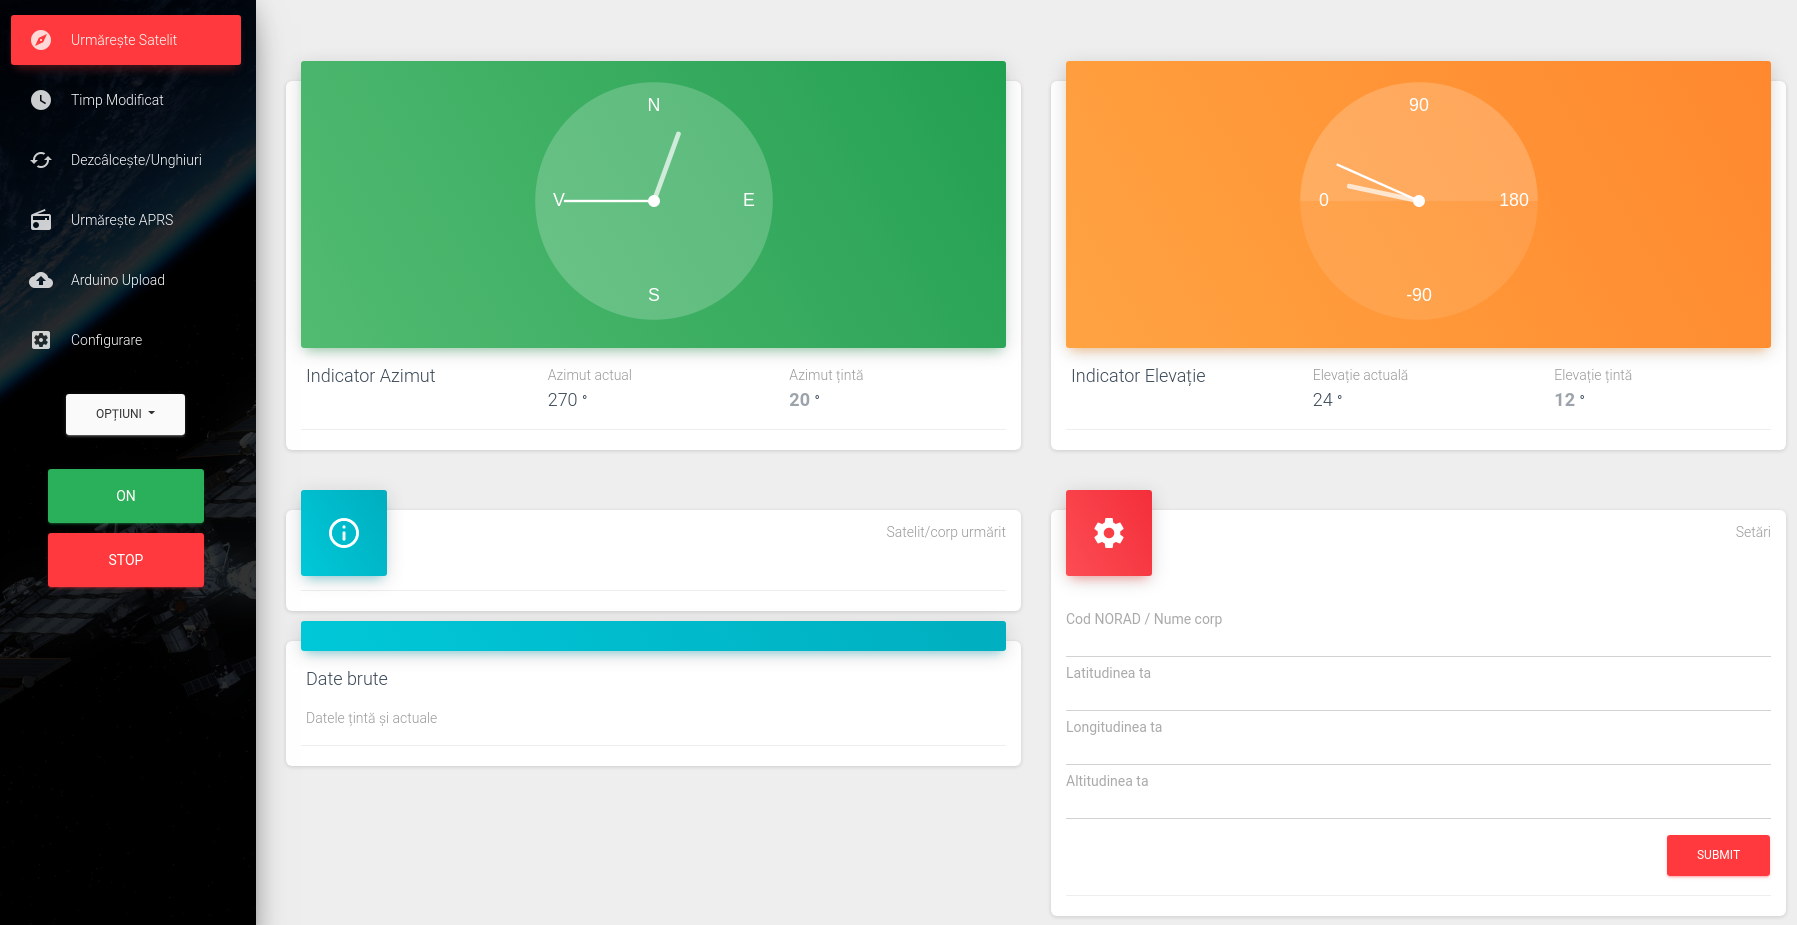 Urmărește Satelit
Timp Modificat
Dezcâlcește/Unghiuri
Urmărește APRS
Arduino Upload
Configurare
OPȚIUNI
ON
STOP
N
V
E
S
Indicator Azimut
Azimut actual
270 °
Azimut țintă
20 °
90
0
180
-90
Indicator Elevație
Elevație actuală
24 °
Elevație țintă
12 °
Satelit/corp urmărit
Date brute
Datele țintă și actuale
Setări
Cod NORAD / Nume corp
Latitudinea ta
Longitudinea ta
Altitudinea ta
SUBMIT